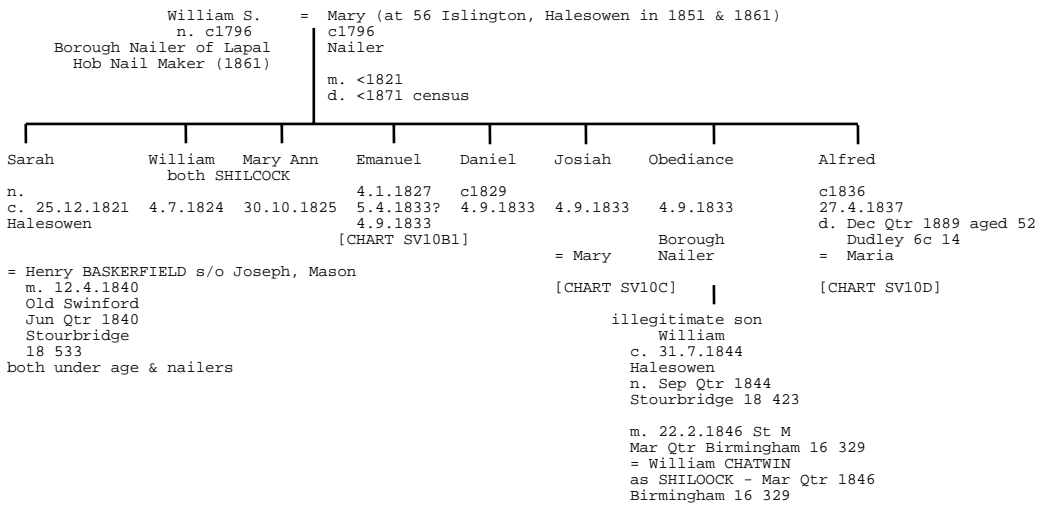 William S. = Mary (at 56 Islington, Halesowen in 1851 & 1861)
n. c1796 c1796
Borough Nailer of Lapal Nailer
Hob Nail Maker (1861)
m. <1821
d. <1871 census
Sarah William Mary Ann Emanuel Daniel Josiah Obediance Alfred
both SHILCOCK
n. 4.1.1827 c1829 c1836
c. 25.12.1821 4.7.1824 30.10.1825 5.4.1833? 4.9.1833 4.9.1833 4.9.1833 27.4.1837
Halesowen 4.9.1833 d. Dec Qtr 1889 aged 52
[CHART SV10B1] Borough Dudley 6c 14
= Mary Nailer = Maria
= Henry BASKERFIELD s/o Joseph, Mason
m. 12.4.1840 [CHART SV10C] [CHART SV10D]
Old Swinford
Jun Qtr 1840 illegitimate son
Stourbridge William
18 533 c. 31.7.1844
both under age & nailers Halesowen
n. Sep Qtr 1844
Stourbridge 18 423
m. 22.2.1846 St M
Mar Qtr Birmingham 16 329
= William CHATWIN
as SHILOOCK - Mar Qtr 1846
Birmingham 16 329